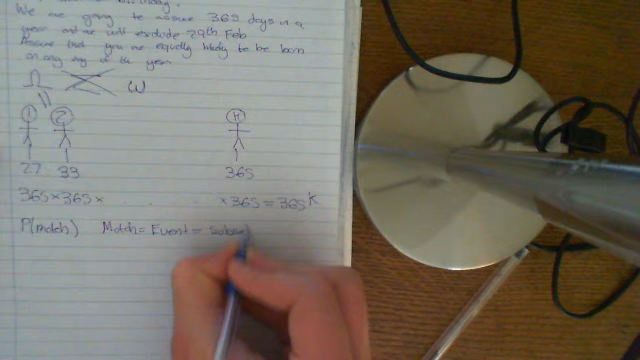 We are going to assume 365 days in a
year and we will exclude 29th Feb
Assume that you are equally likely to be born
on any day of the year
Ω ω
1 2 K
27 33 365
365 × 365 × . . . × 365 = 365^K
P(match) Match = Event = subse